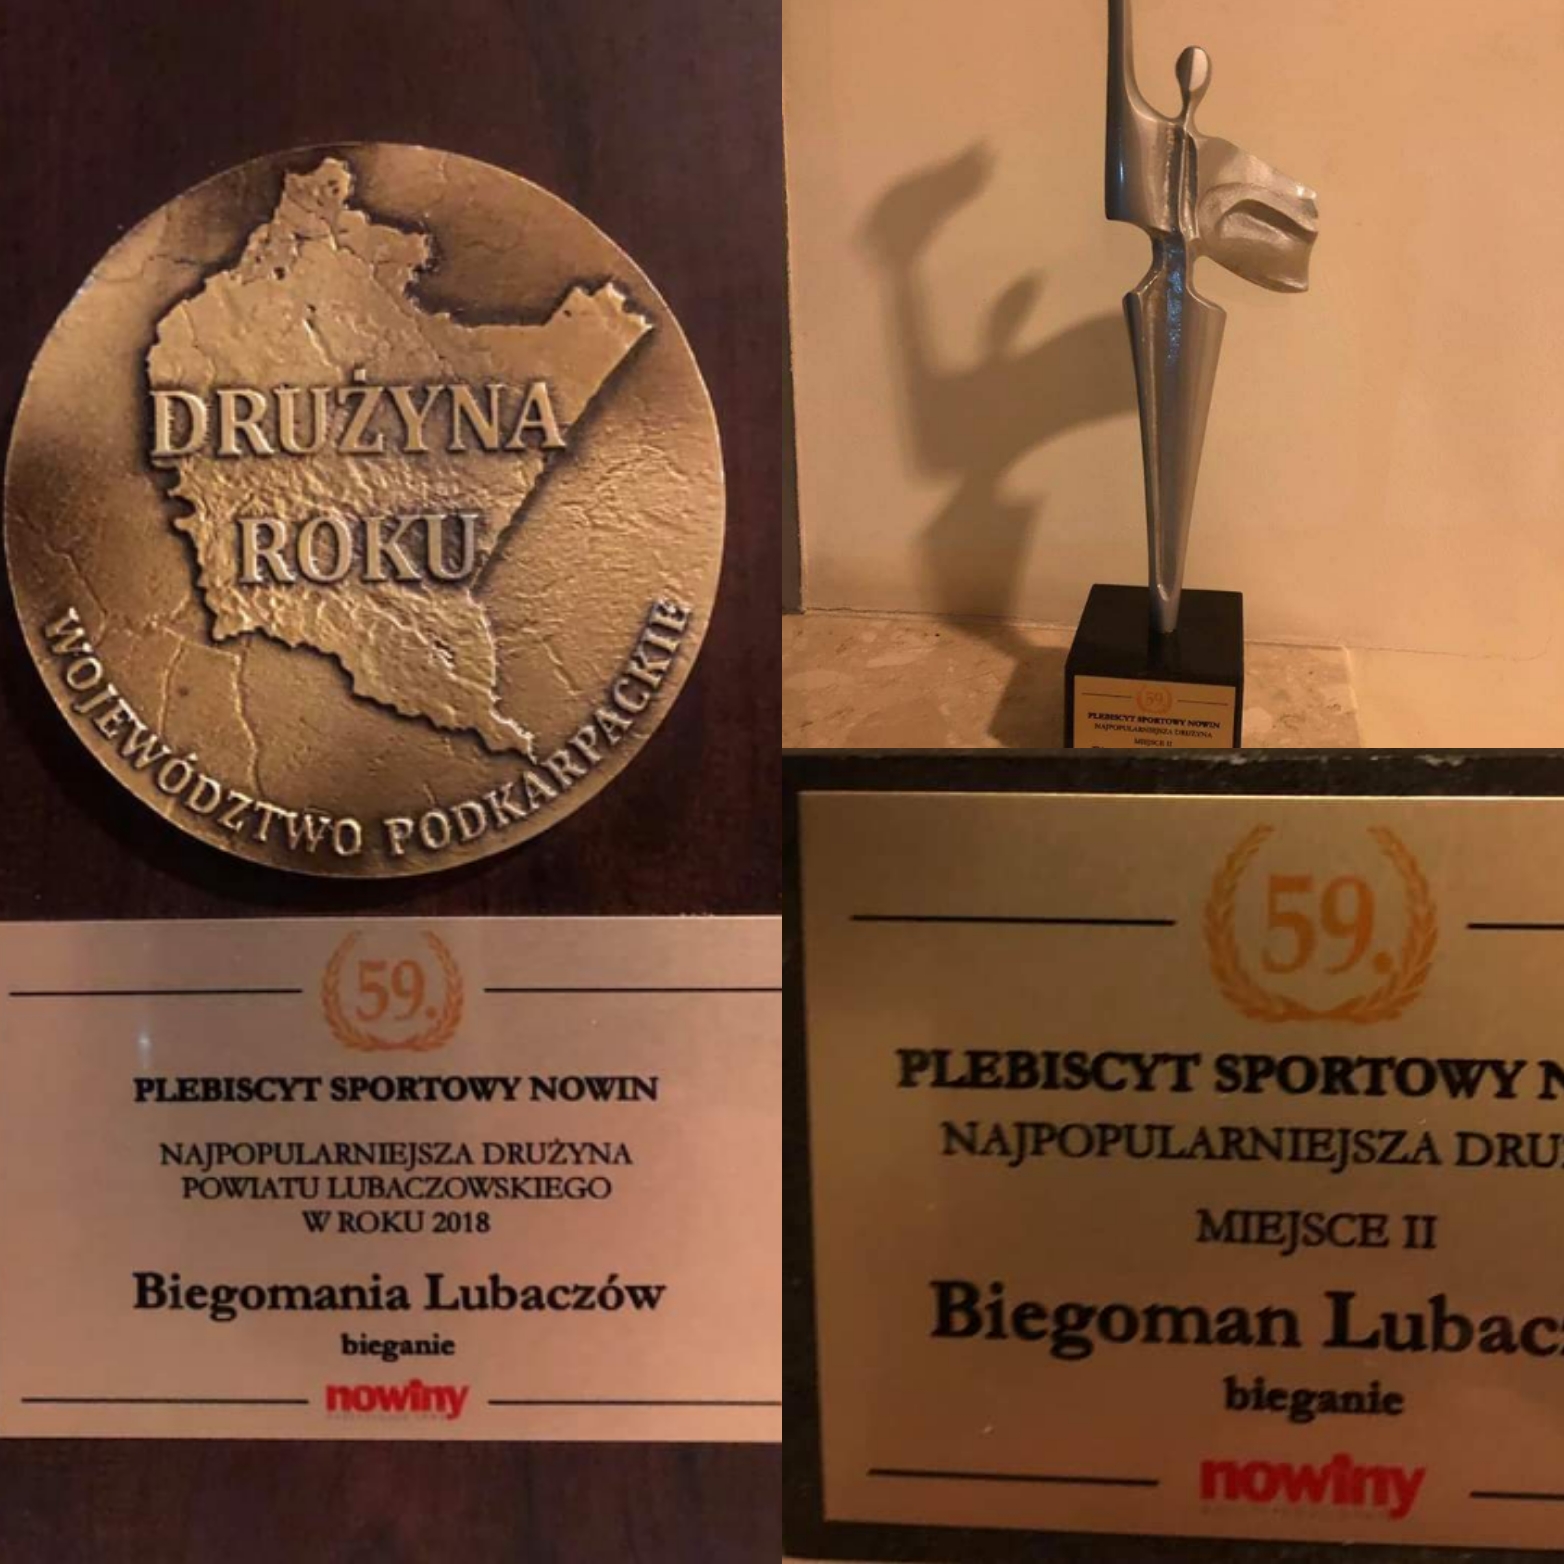 DRUŻYNA
ROKU
WOJEWÓDZTWO PODKARPACKIE
59.
PLEBISCYT SPORTOWY NOWIN
NAJPOPULARNIEJSZA DRUŻYNA
POWIATU LUBACZOWSKIEGO
W ROKU 2018
Biegomania Lubaczów
bieganie
nowiny
59.
PLEBISCYT SPORTOWY NOWIN
NAJPOPULARNIEJSZA DRUŻYNA
MIEJSCE II
59.
PLEBISCYT SPORTOWY N
NAJPOPULARNIEJSZA DRU
MIEJSCE II
Biegoman Lubac
bieganie
nowiny